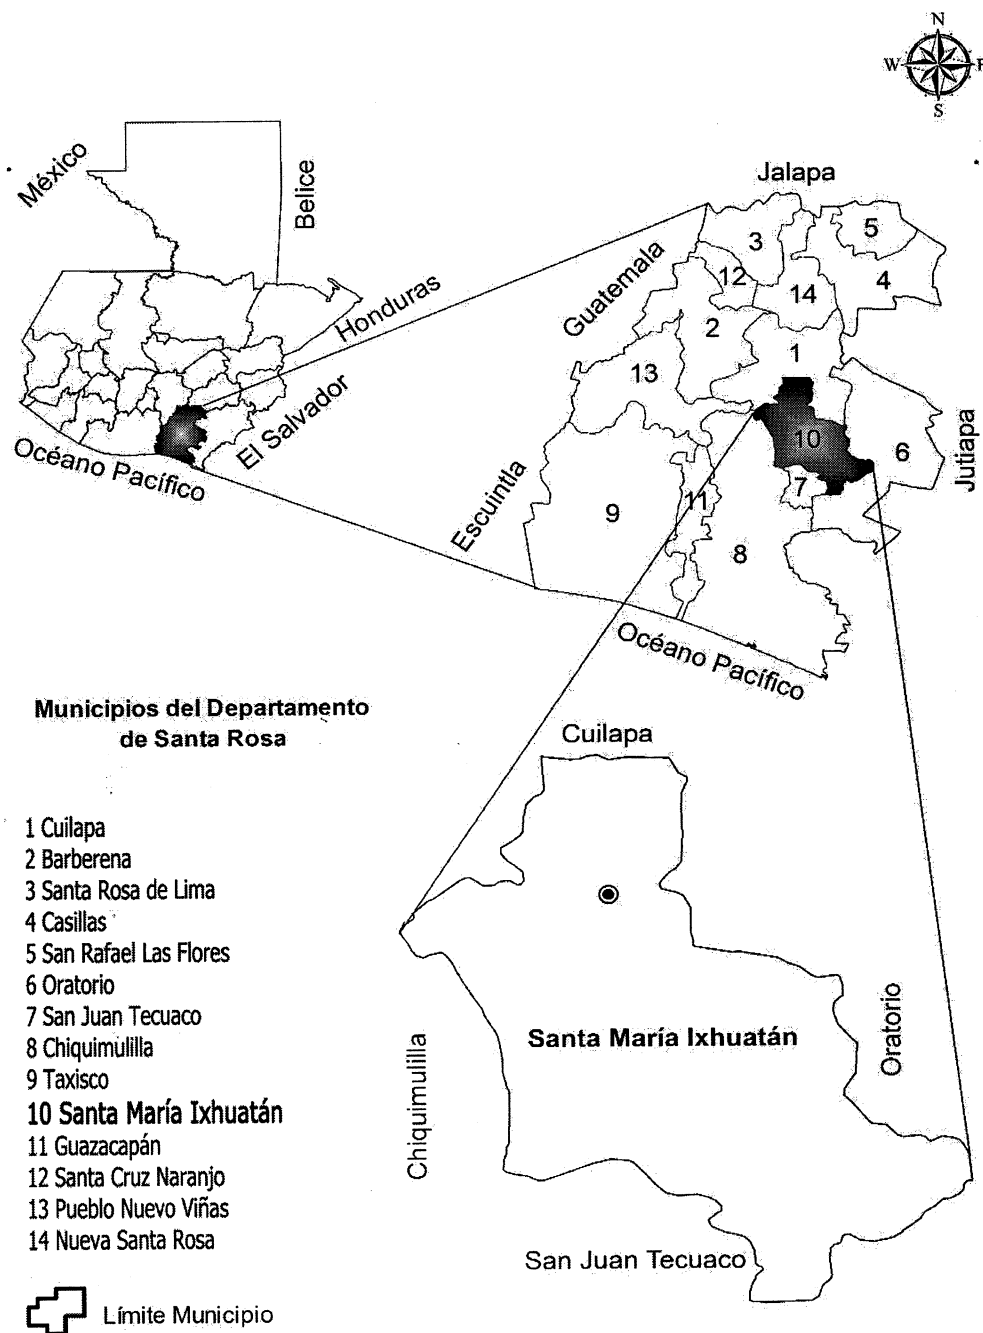 N
W E
S
México
Belice
Honduras
El Salvador
Océano Pacífico
Jalapa
Guatemala
Escuintla
Jutiapa
Océano Pacífico
3
5
12
4
14
2
1
13
10
6
7
11
9
8
Municipios del Departamento
de Santa Rosa
1 Cuilapa
2 Barberena
3 Santa Rosa de Lima
4 Casillas
5 San Rafael Las Flores
6 Oratorio
7 San Juan Tecuaco
8 Chiquimulilla
9 Taxisco
10 Santa María Ixhuatán
11 Guazacapán
12 Santa Cruz Naranjo
13 Pueblo Nuevo Viñas
14 Nueva Santa Rosa
Límite Municipio
Cuilapa
Chiquimulilla
Santa María Ixhuatán
Oratorio
San Juan Tecuaco